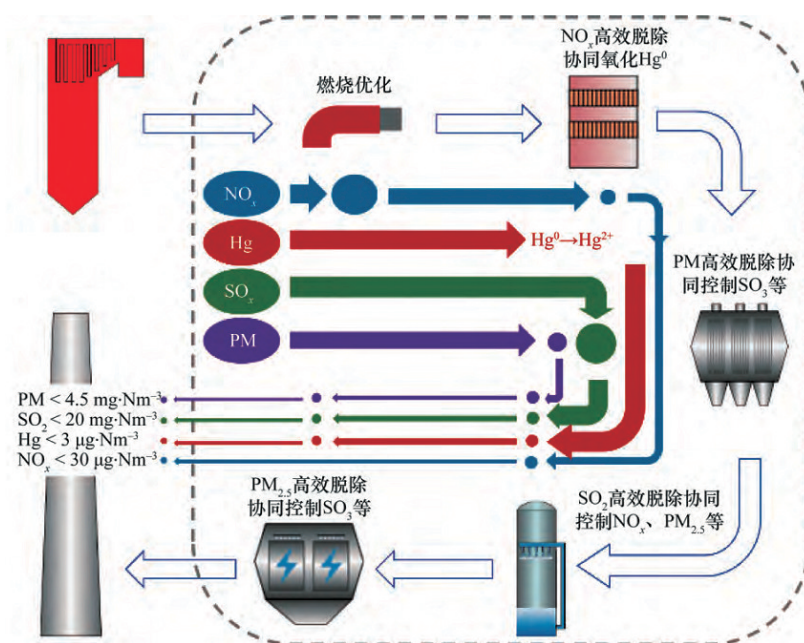 燃烧优化
NOₓ高效脱除
协同氧化Hg⁰
NOₓ
Hg
Hg⁰→Hg²⁺
SOₓ
PM
PM高效脱除协
同控制SO₃等
PM < 4.5 mg·Nm⁻³
SO₂ < 20 mg·Nm⁻³
Hg < 3 μg·Nm⁻³
NOₓ < 30 μg·Nm⁻³
PM₂.₅高效脱除
协同控制SO₃等
SO₂高效脱除协同
控制NOₓ、PM₂.₅等